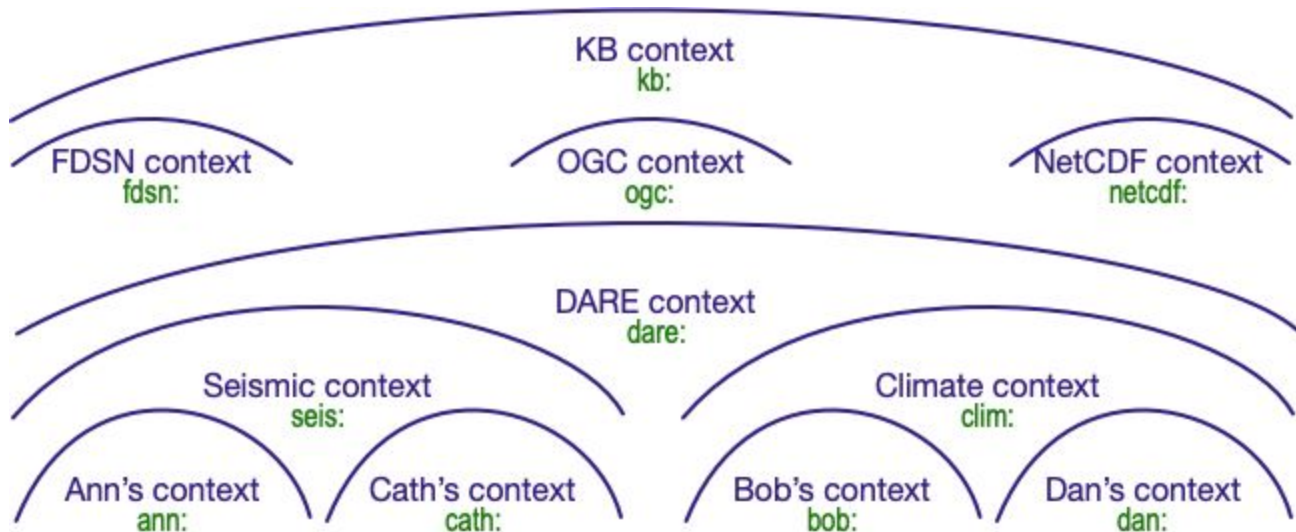 KB context
kb:
FDSN context
fdsn:
OGC context
ogc:
NetCDF context
netcdf:
DARE context
dare:
Seismic context
seis:
Climate context
clim:
Ann's context
ann:
Cath's context
cath:
Bob's context
bob:
Dan's context
dan: